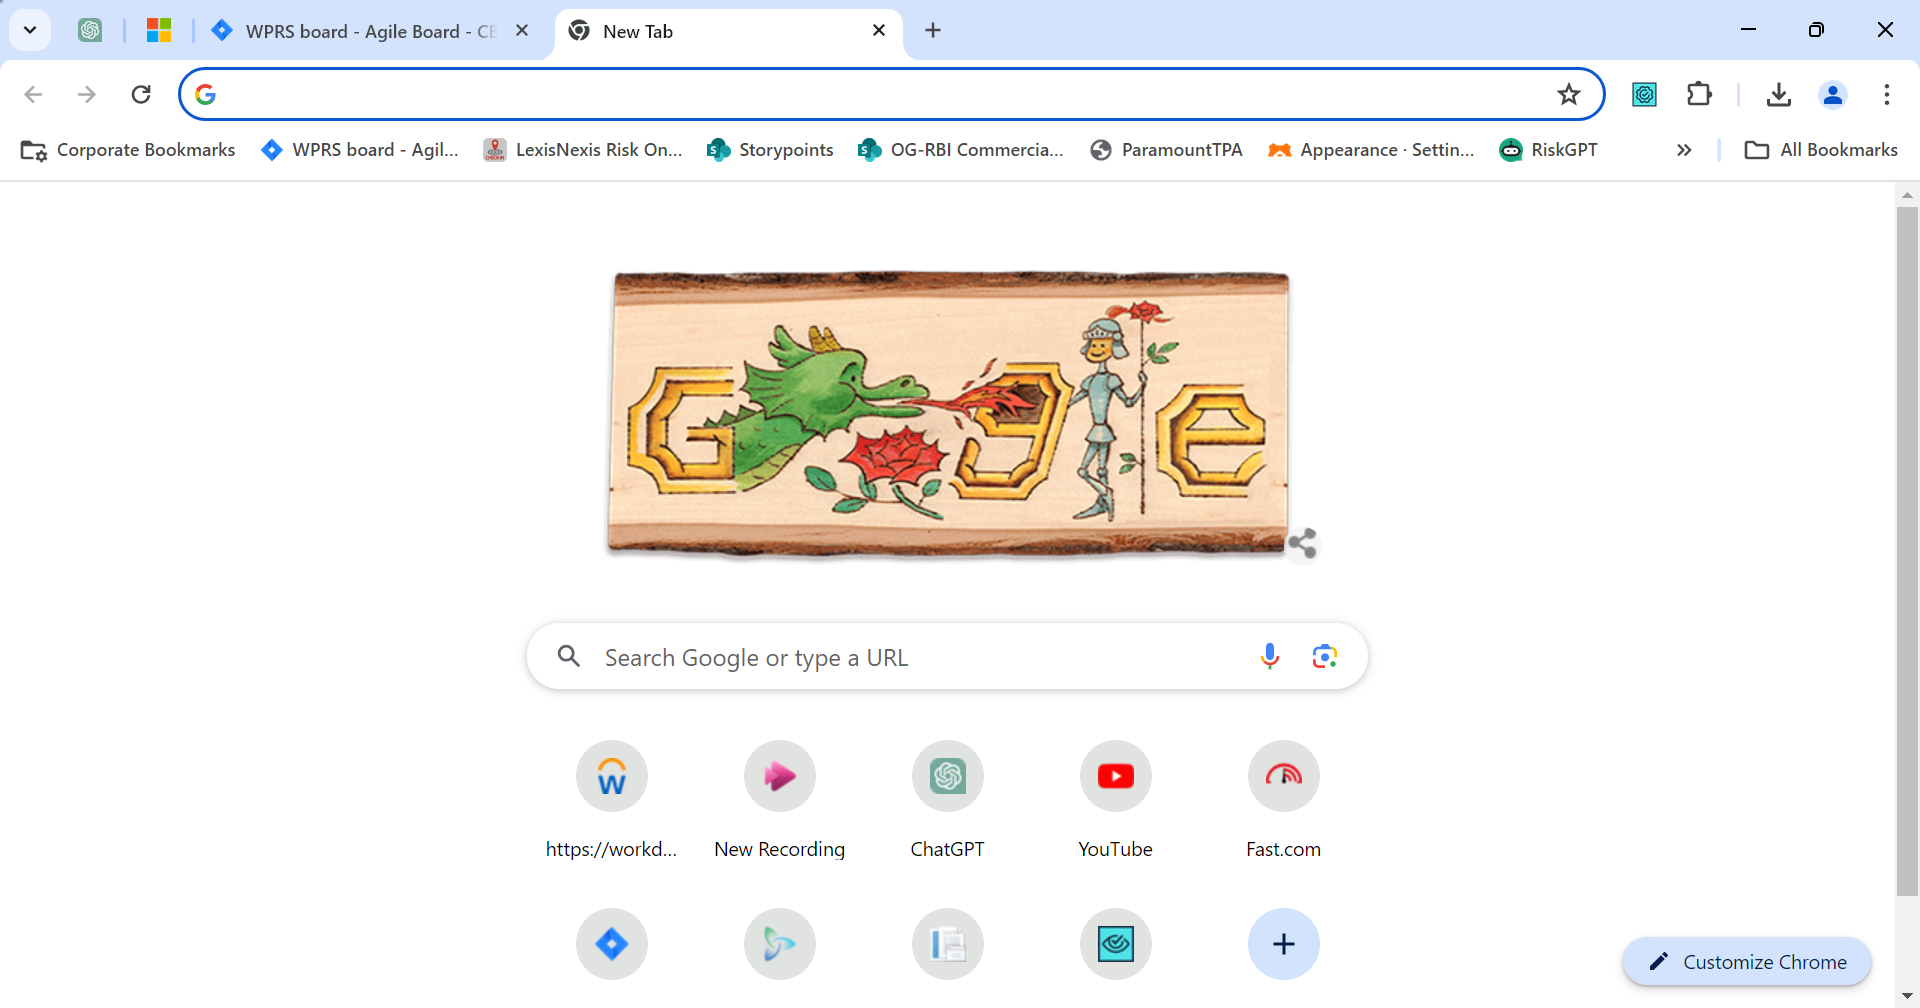 WPRS board - Agile Board - CE
New Tab
Corporate Bookmarks
WPRS board - Agil...
LexisNexis Risk On...
Storypoints
OG-RBI Commercia...
ParamountTPA
Appearance · Settin...
RiskGPT
All Bookmarks
G g e
Search Google or type a URL
https://workd...
New Recording
ChatGPT
YouTube
Fast.com
Customize Chrome